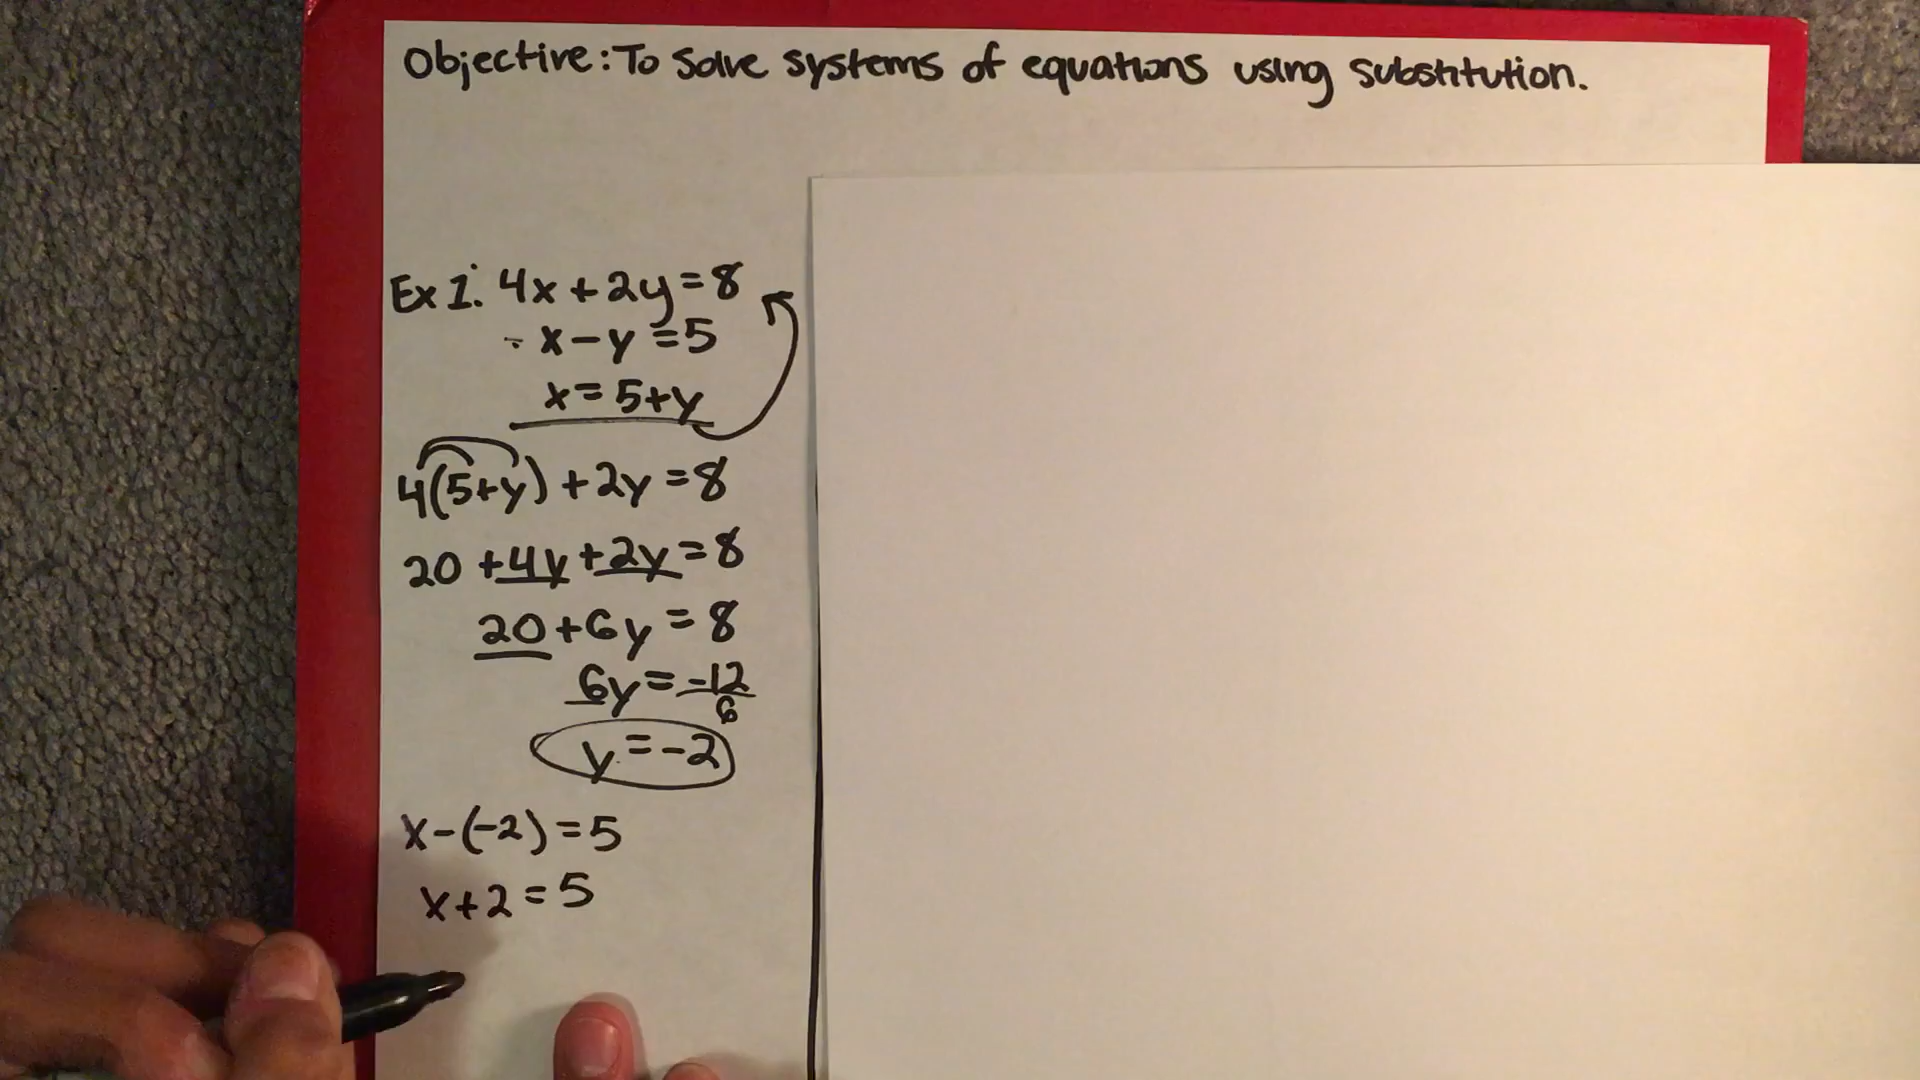 Objective: To solve systems of equations using substitution.
Ex 1: 4x + 2y = 8
x - y = 5
x = 5+y
4(5+y) + 2y = 8
20 + 4y + 2y = 8
20 + 6y = 8
6y = -12
6
y = -2
x - (-2) = 5
x + 2 = 5